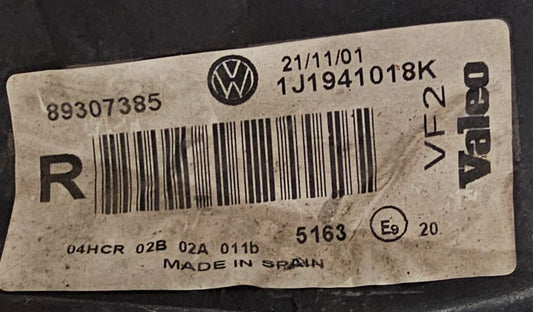 21/11/01
89307385
1J1941018K
R
VF2
Valeo
04HCR 02B 02A 011b
5163
E9
20
MADE IN SPAIN